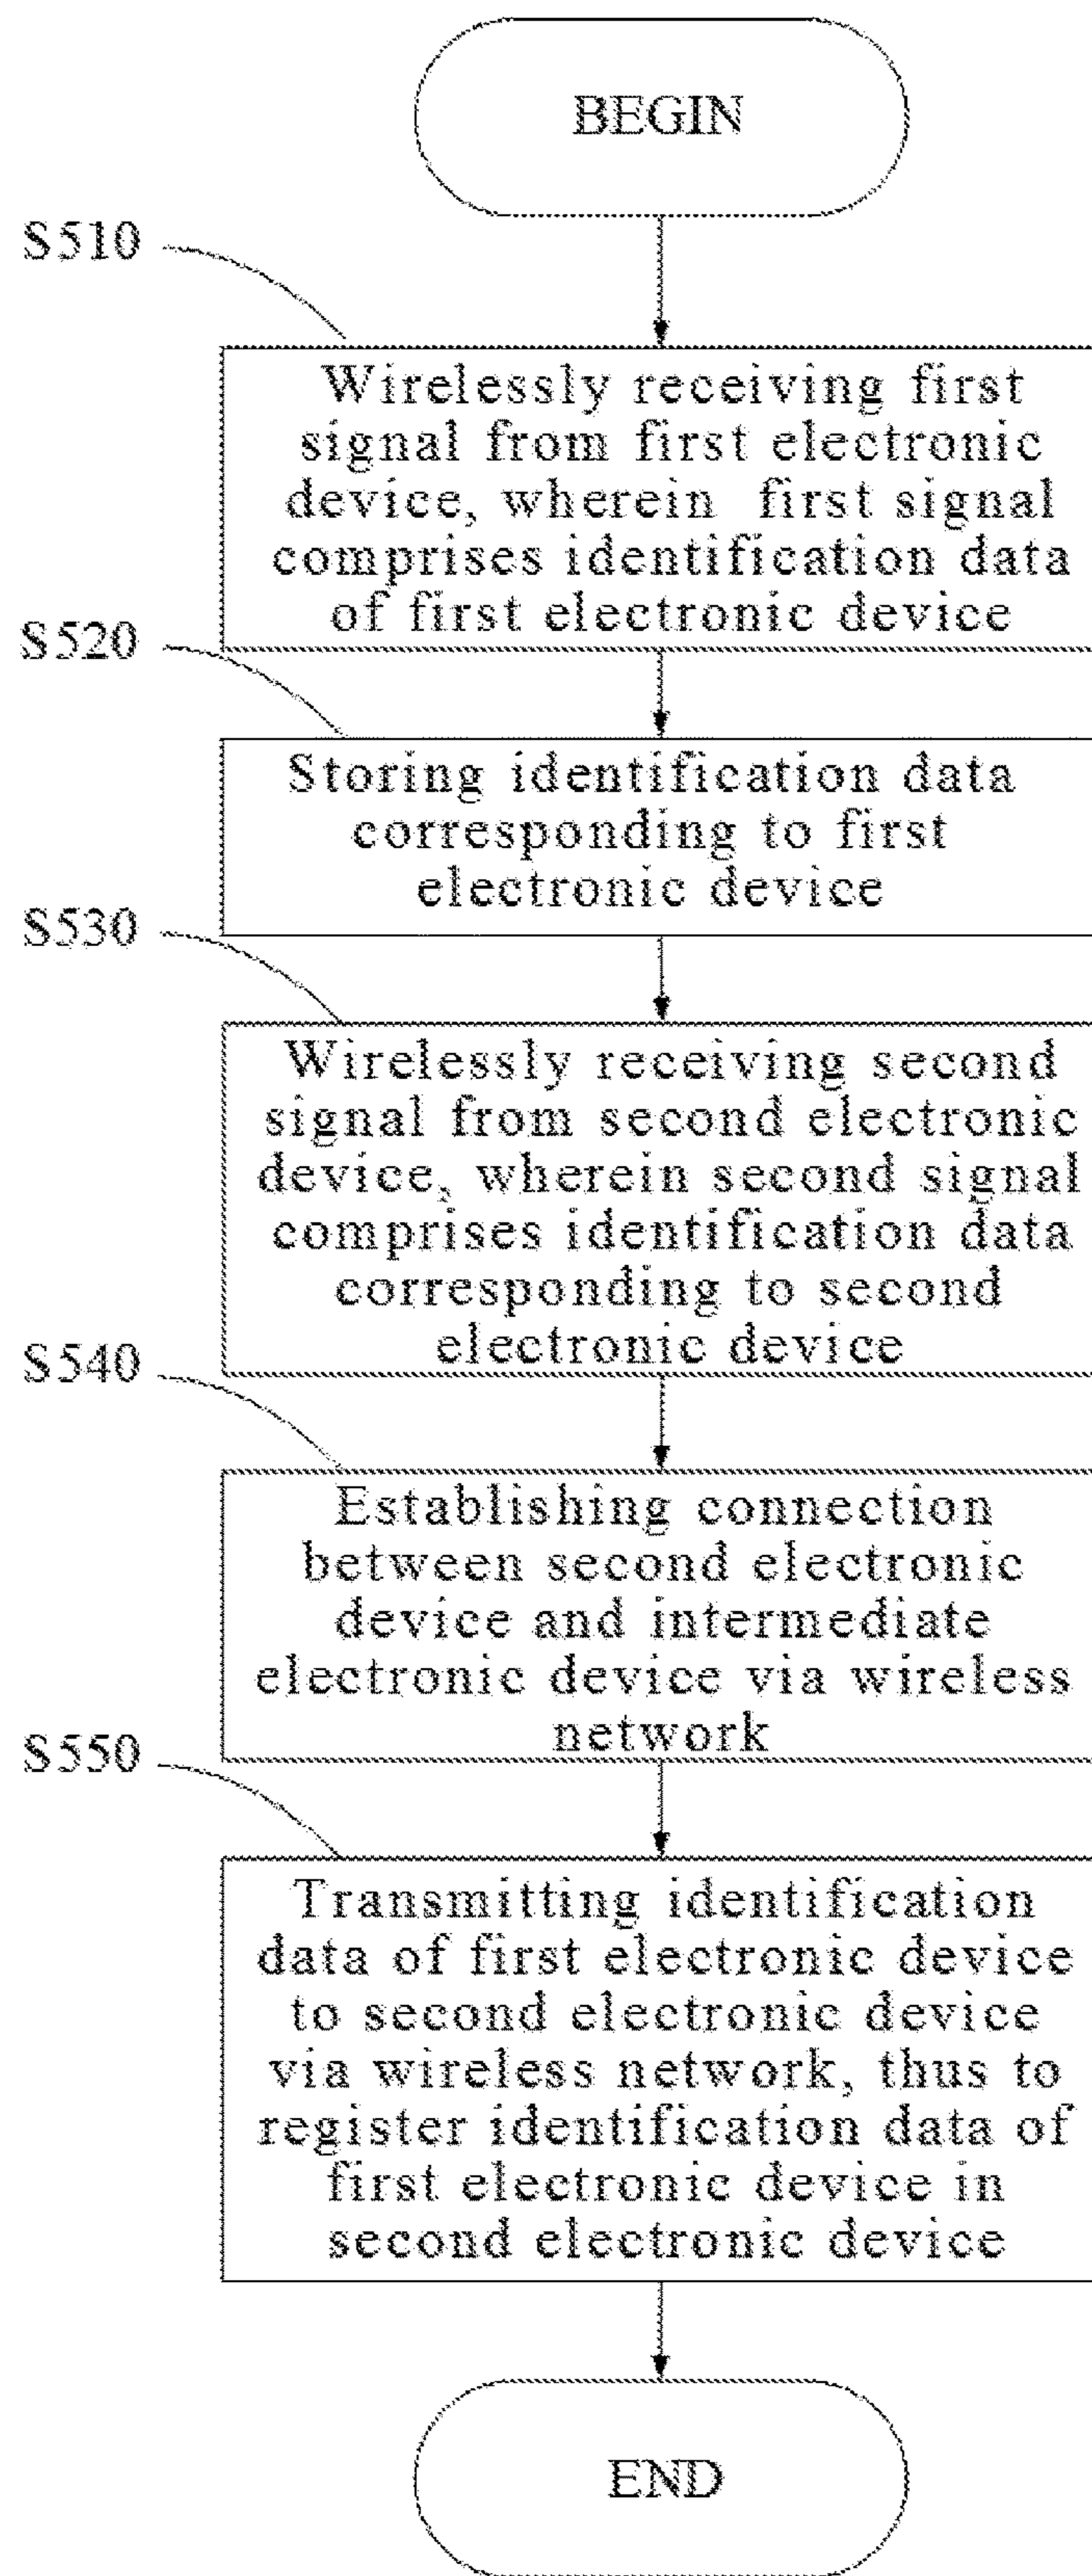 BEGIN
S510
Wirelessly receiving first
signal from first electronic
device, wherein first signal
comprises identification data
of first electronic device
S520
Storing identification data
corresponding to first
electronic device
S530
Wirelessly receiving second
signal from second electronic
device, wherein second signal
comprises identification data
corresponding to second
electronic device
S540
Establishing connection
between second electronic
device and intermediate
electronic device via wireless
network
S550
Transmitting identification
data of first electronic device
to second electronic device
via wireless network, thus to
register identification data of
first electronic device in
second electronic device
END